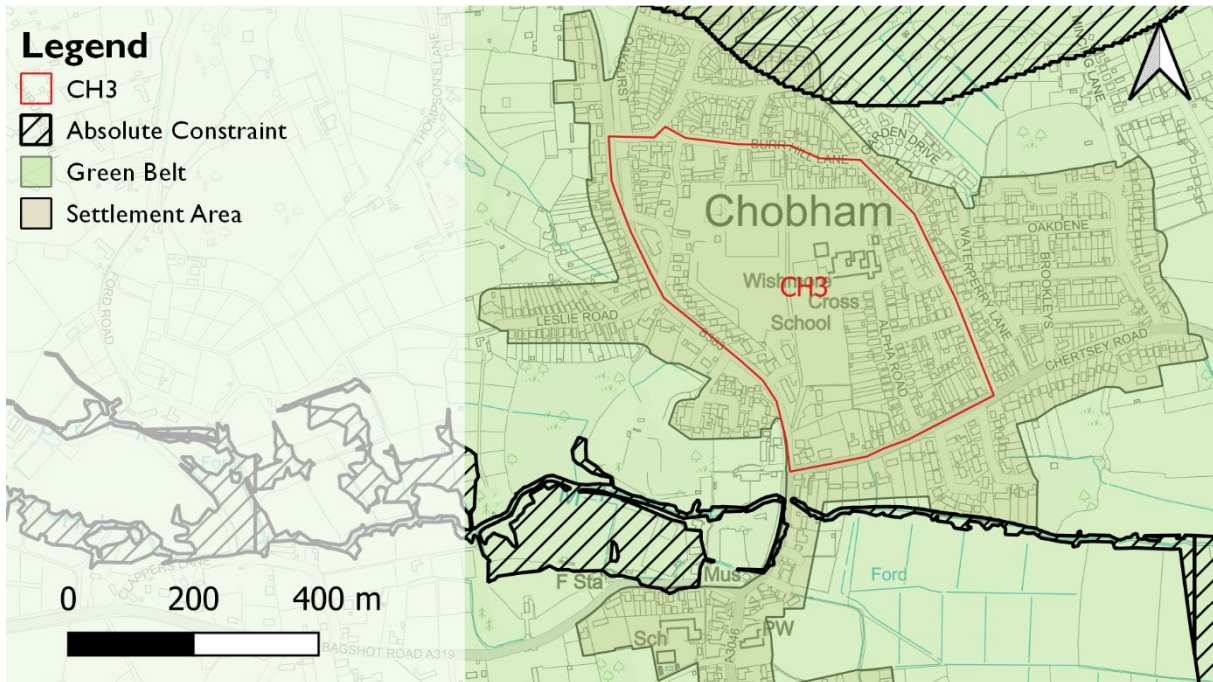 Legend
CH3
Absolute Constraint
Green Belt
Settlement Area
THOMPSON'S LANE
FORD ROAD
BURR HILL LANE
Chobham
GARDEN DRIVE
OAKDENE
WATERPERRY LANE
BROOKLEYS
Wishmore
CH3
Cross
School
LESLIE ROAD
B383
ALPHA ROAD
CHERTSEY ROAD
CLAPPERS LANE
F Sta
Mus
Ford
Sch
PW
A3046
BAGSHOT ROAD A319
0 200 400 m